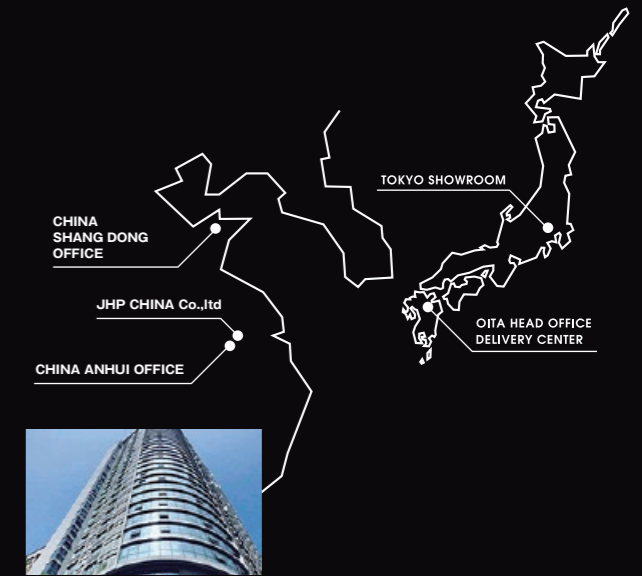 TOKYO SHOWROOM
CHINA
SHANG DONG
OFFICE
JHP CHINA Co.,ltd
OITA HEAD OFFICE
DELIVERY CENTER
CHINA ANHUI OFFICE